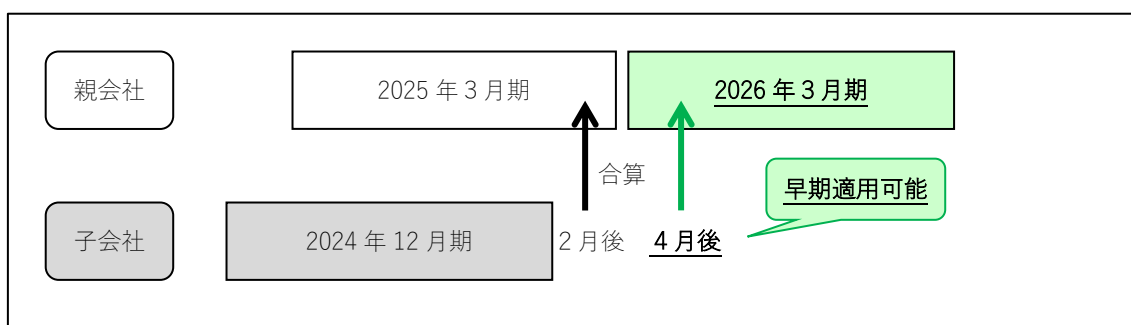 親会社
2025 年 3 月期
2026 年 3 月期
合算
早期適用可能
子会社
2024 年 12 月期
2 月後
4 月後